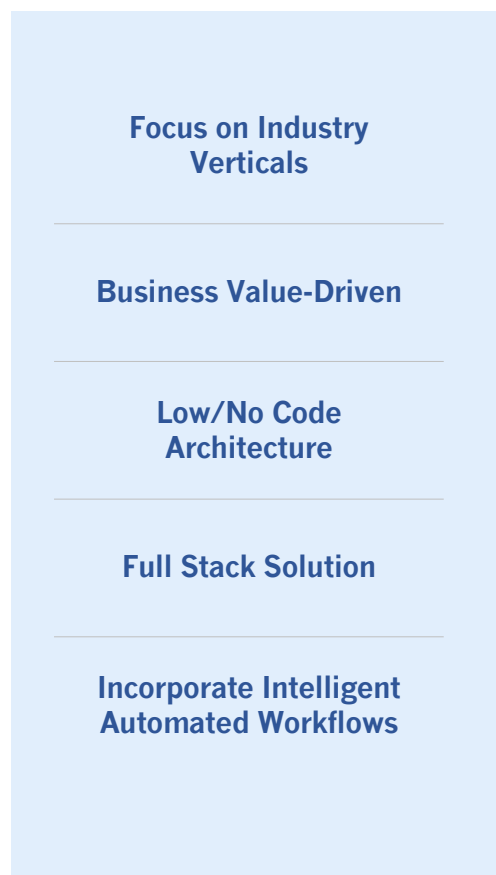 Focus on Industry
Verticals
Business Value-Driven
Low/No Code
Architecture
Full Stack Solution
Incorporate Intelligent
Automated Workflows